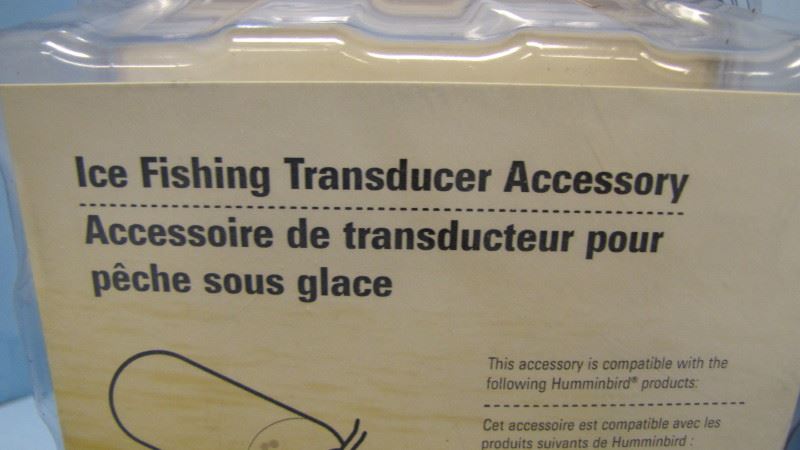 Ice Fishing Transducer Accessory
Accessoire de transducteur pour
pêche sous glace
This accessory is compatible with the
following Humminbird® products:
Cet accessoire est compatible avec les
produits suivants de Humminbird :